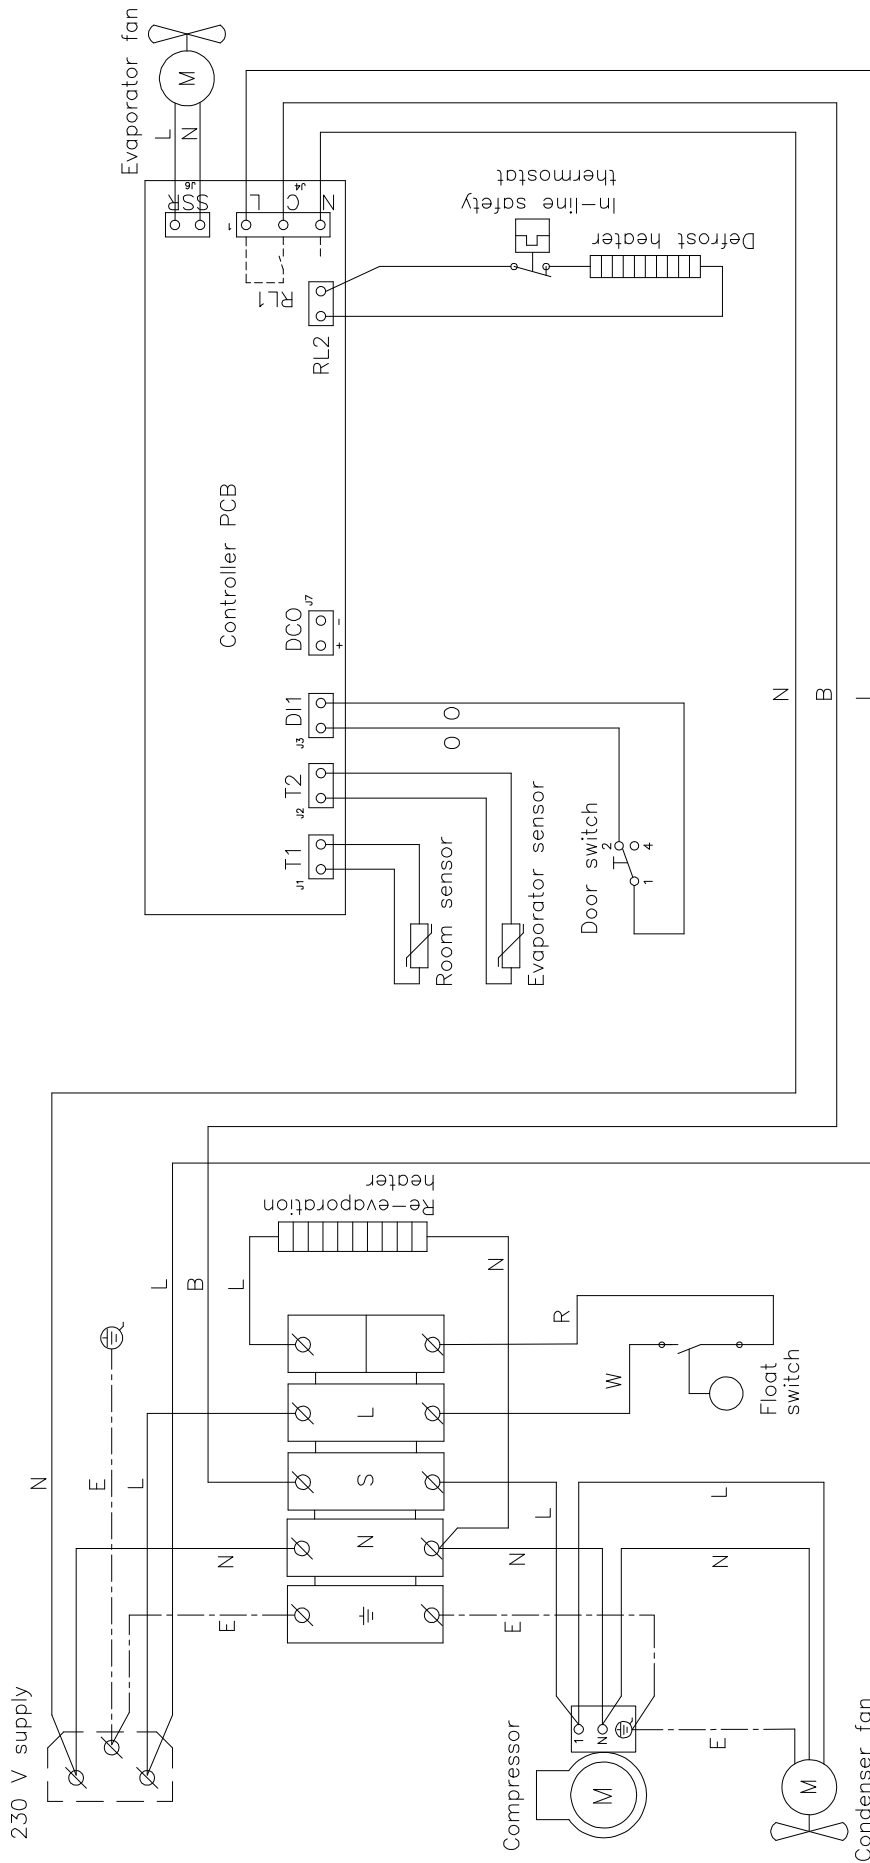 Evaporator fan
M
L
N
SSR
J6
L
C
N
J4
1
RL1
RL2
In-line safety
thermostat
Defrost heater
Controller PCB
DCO
J7
+
-
DI1
J3
T2
J2
T1
J1
O
O
Room sensor
Evaporator sensor
Door switch
2
4
1
N
B
L
Re-evaporation
heater
N
E
L
L
B
L
N
R
W
Float
switch
L
S
N
N
E
L
N
E
L
N
E
230 V supply
Compressor
M
1
N
M
Condenser fan